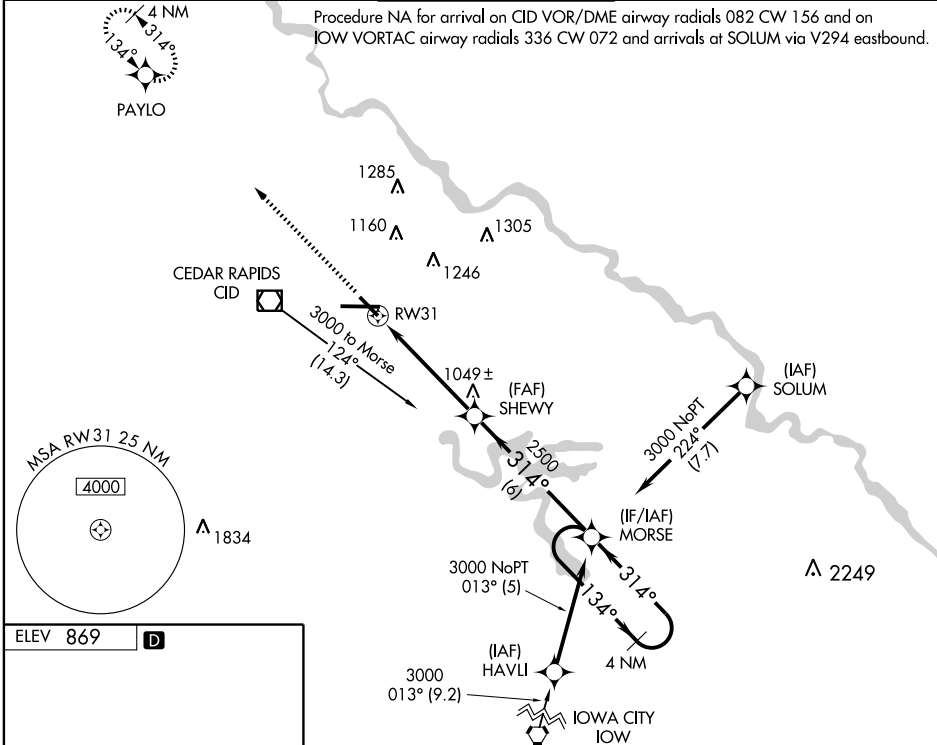 Procedure NA for arrival on CID VOR/DME airway radials 082 CW 156 and on
IOW VORTAC airway radials 336 CW 072 and arrivals at SOLUM via V294 eastbound.
4 NM
314°
134°
PAYLO
1285
1160
1305
1246
CEDAR RAPIDS
CID
RW31
3000 to Morse
124°
(14.3)
1049 ±
(FAF)
SHEWY
(IAF)
SOLUM
3000 NoPT
224°
(7.7)
2500
314°
(6)
MSA RW31 25 NM
4000
1834
(IF/IAF)
MORSE
3000 NoPT
013° (5)
314°
134°
2249
4 NM
ELEV 869 D
(IAF)
HAVLI
3000
013° (9.2)
IOWA CITY
IOW